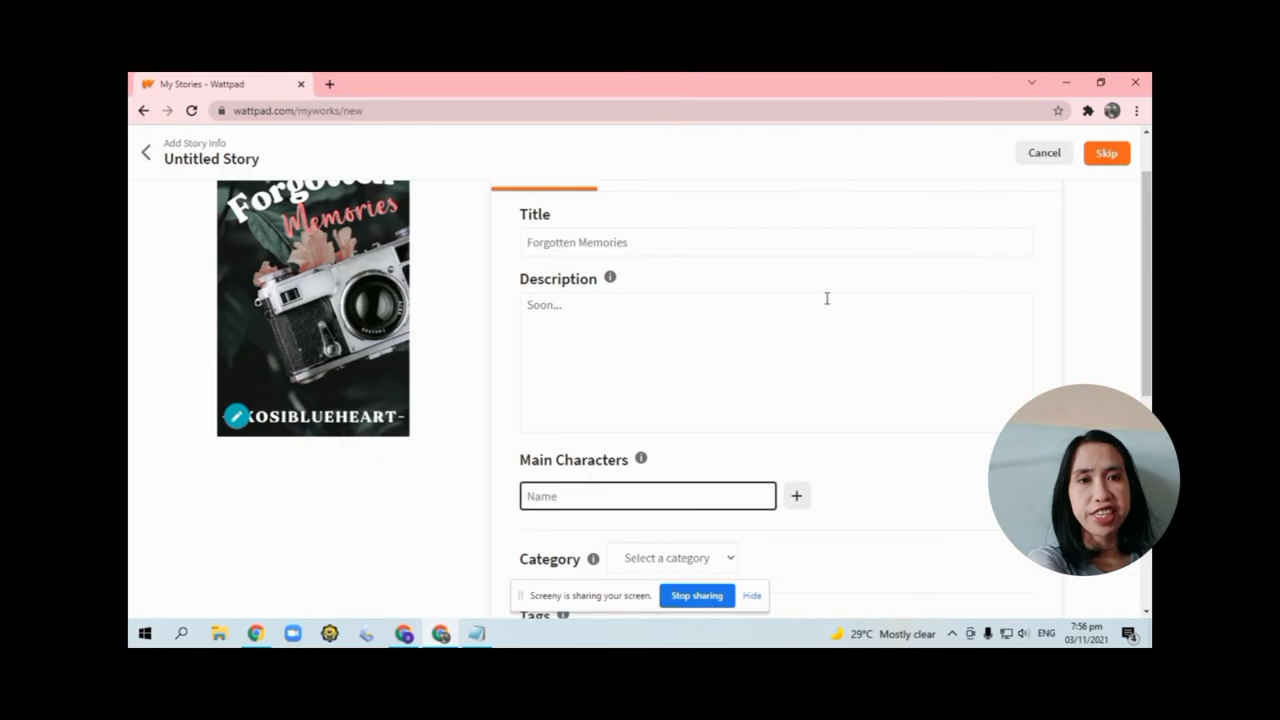 My Stories - Wattpad
wattpad.com/myworks/new
Add Story Info
Untitled Story
Cancel
Skip
Forgotten
Memories
KOSIBLUEHEART-
Title
Forgotten Memories
Description
Soon...
Main Characters
Name
+
Category
Select a category
Screeny is sharing your screen.
Stop sharing
Hide
Tags
29°C Mostly clear
ENG
7:56 pm
03/11/2021
4